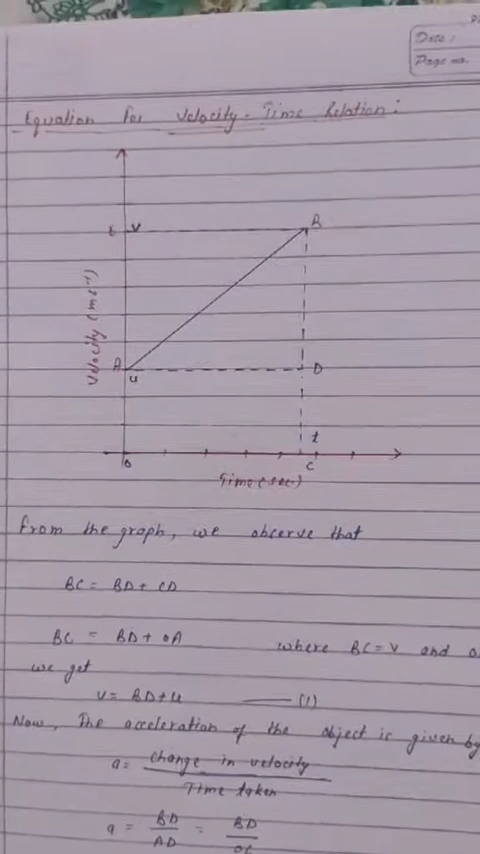 Date:
Page no.
Equation for Velocity-Time Relation:
E V B
Velocity (ms⁻¹)
A u D
t
O C
Time (sec)
From the graph, we observe that
BC = BD + CD
BC = BD + OA where BC = V and
we get
v = BD + u —— (1)
Now, The acceleration of the object is given by
a = Change in velocity
Time taken
a = BD = BD
AD OC